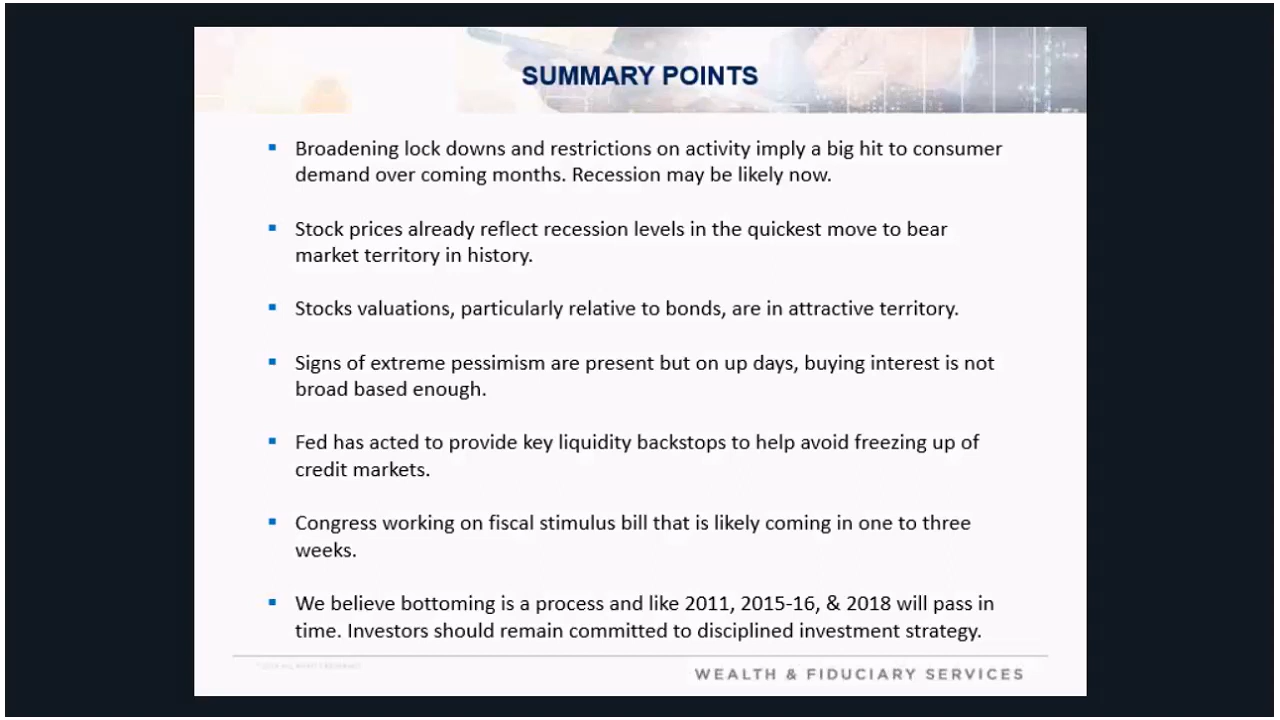 SUMMARY POINTS
Broadening lock downs and restrictions on activity imply a big hit to consumer
demand over coming months. Recession may be likely now.
Stock prices already reflect recession levels in the quickest move to bear
market territory in history.
Stocks valuations, particularly relative to bonds, are in attractive territory.
Signs of extreme pessimism are present but on up days, buying interest is not
broad based enough.
Fed has acted to provide key liquidity backstops to help avoid freezing up of
credit markets.
Congress working on fiscal stimulus bill that is likely coming in one to three
weeks.
We believe bottoming is a process and like 2011, 2015-16, & 2018 will pass in
time. Investors should remain committed to disciplined investment strategy.
WEALTH & FIDUCIARY SERVICES